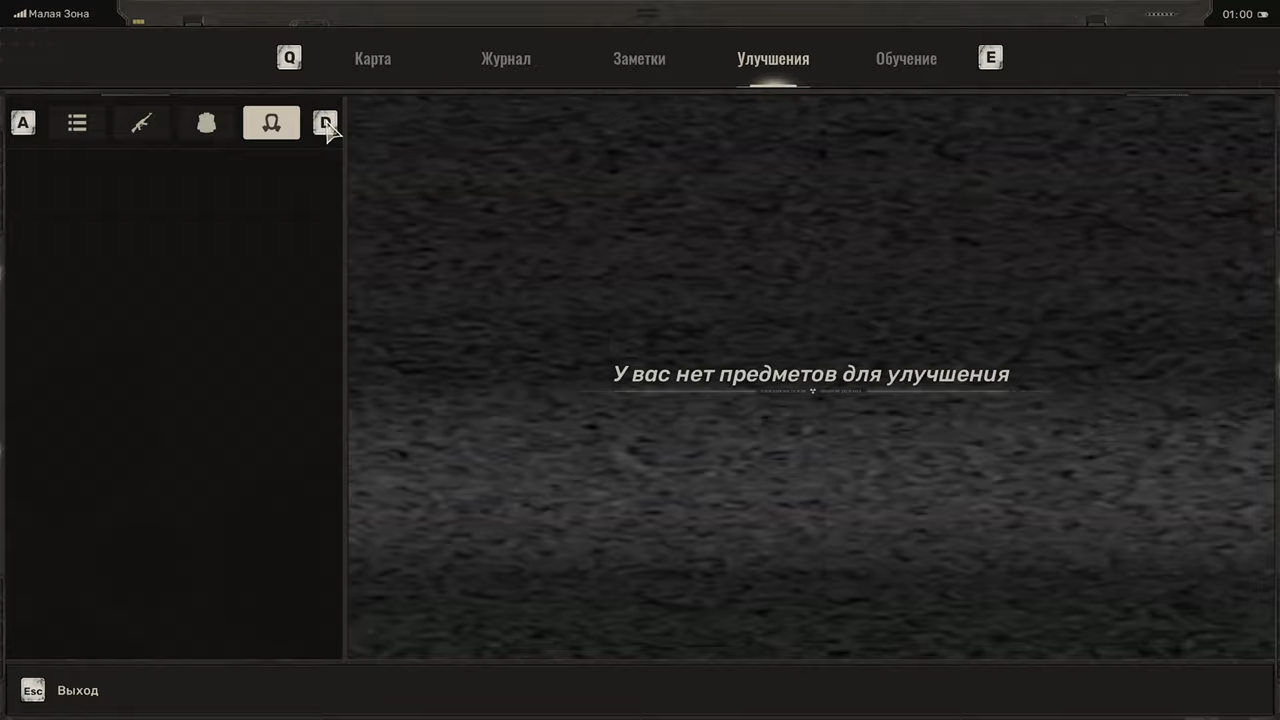 Малая Зона
01:00
Q
Карта
Журнал
Заметки
Улучшения
Обучение
E
A
D
У вас нет предметов для улучшения
Esc
Выход